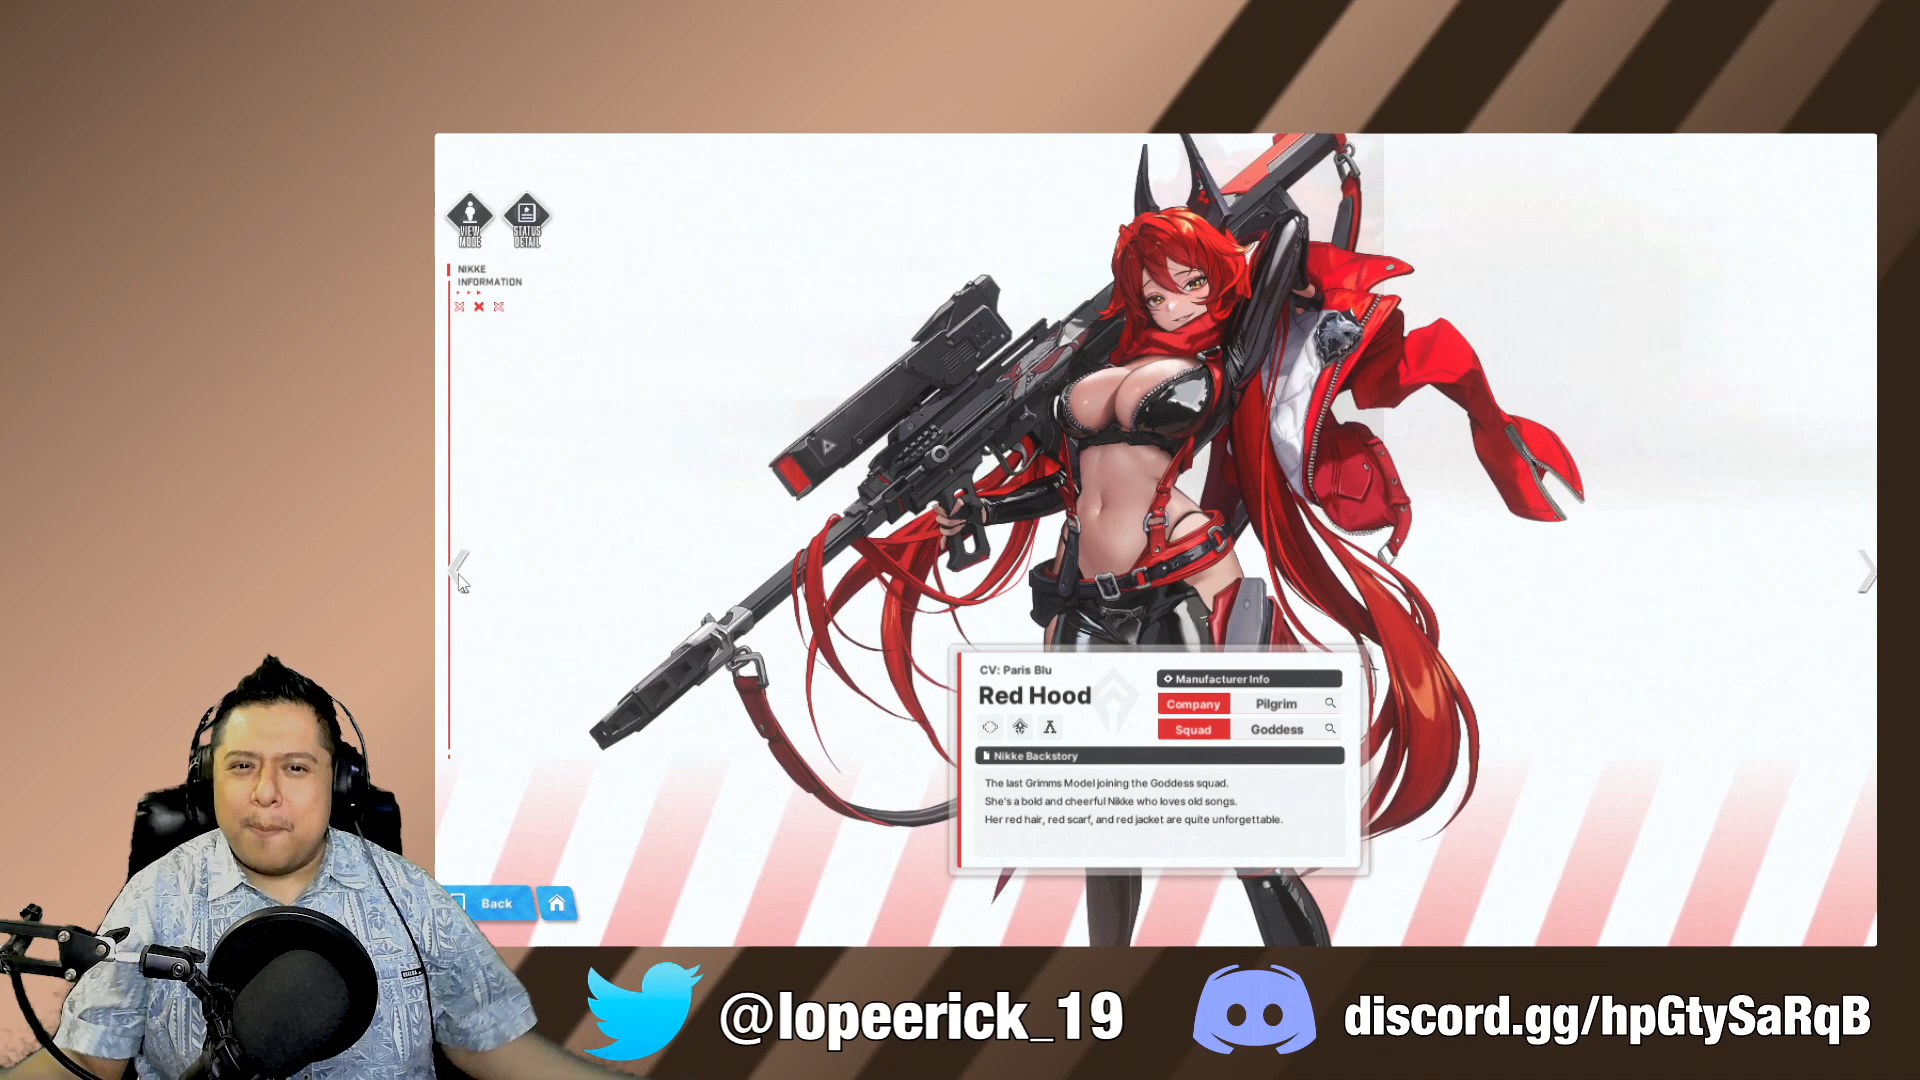 VIEW
MODE
STATUS
DETAIL
NIKKE
INFORMATION
CV: Paris Blu
Red Hood
Manufacturer Info
Company
Pilgrim
Squad
Goddess
Nikke Backstory
The last Grimms Model joining the Goddess squad.
She's a bold and cheerful Nikke who loves old songs.
Her red hair, red scarf, and red jacket are quite unforgettable.
Back
@lopeerick_19
discord.gg/hpGtySaRqB